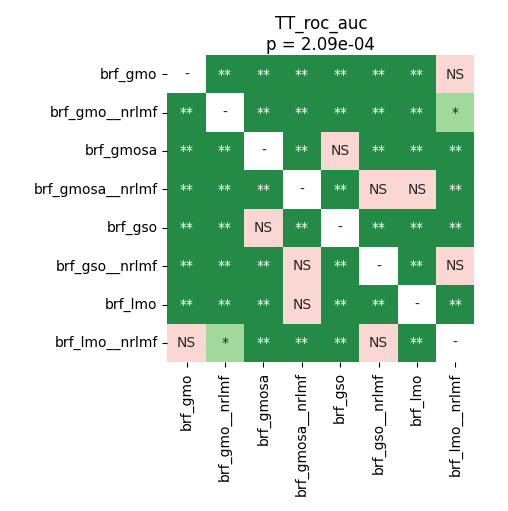 TT_roc_auc
p = 2.09e-04
brf_gmo - ** ** ** ** ** ** NS
brf_gmo__nrlmf ** - ** ** ** ** ** *
brf_gmosa ** ** - ** NS ** ** **
brf_gmosa__nrlmf ** ** ** - ** NS NS **
brf_gso ** ** NS ** - ** ** **
brf_gso__nrlmf ** ** ** NS ** - ** NS
brf_lmo ** ** ** NS ** ** - **
brf_lmo__nrlmf NS * ** ** ** NS ** -
brf_gmo
brf_gmo__nrlmf
brf_gmosa
brf_gmosa__nrlmf
brf_gso
brf_gso__nrlmf
brf_lmo
brf_lmo__nrlmf